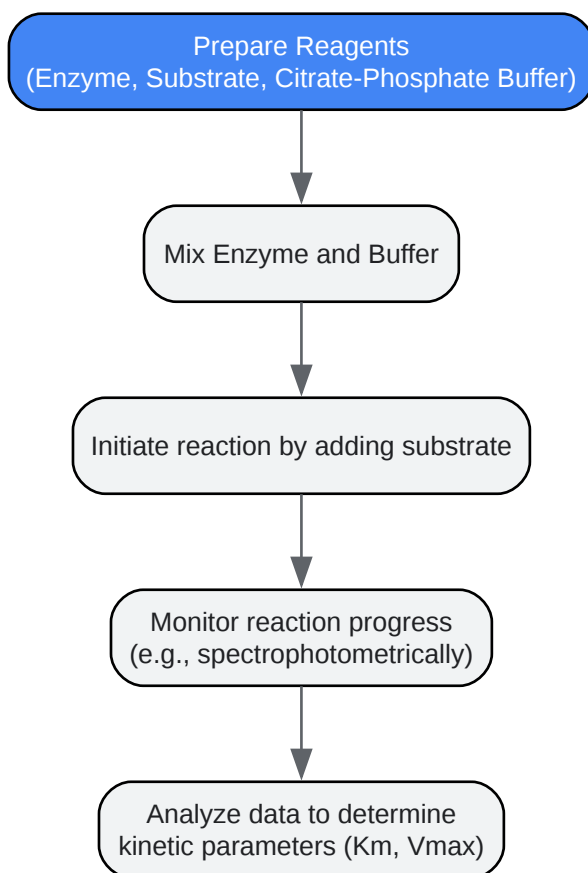 Prepare Reagents
(Enzyme, Substrate, Citrate-Phosphate Buffer)
Mix Enzyme and Buffer
Initiate reaction by adding substrate
Monitor reaction progress
(e.g., spectrophotometrically)
Analyze data to determine
kinetic parameters (Km, Vmax)